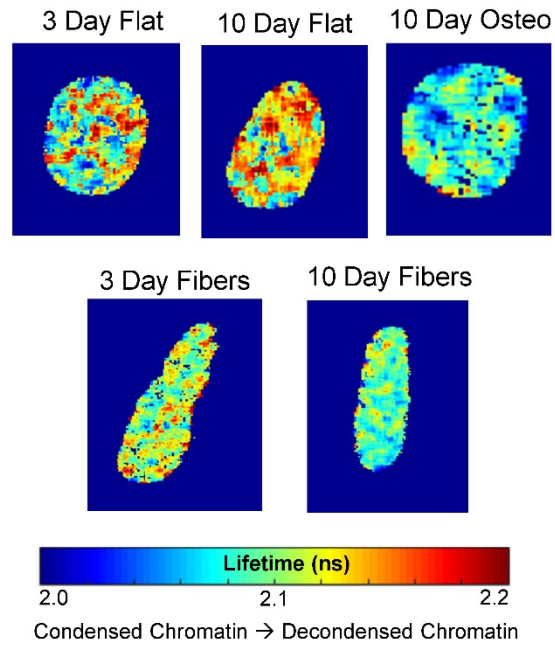 3 Day Flat
10 Day Flat
10 Day Osteo
3 Day Fibers
10 Day Fibers
Lifetime (ns)
2.0
2.1
2.2
Condensed Chromatin → Decondensed Chromatin